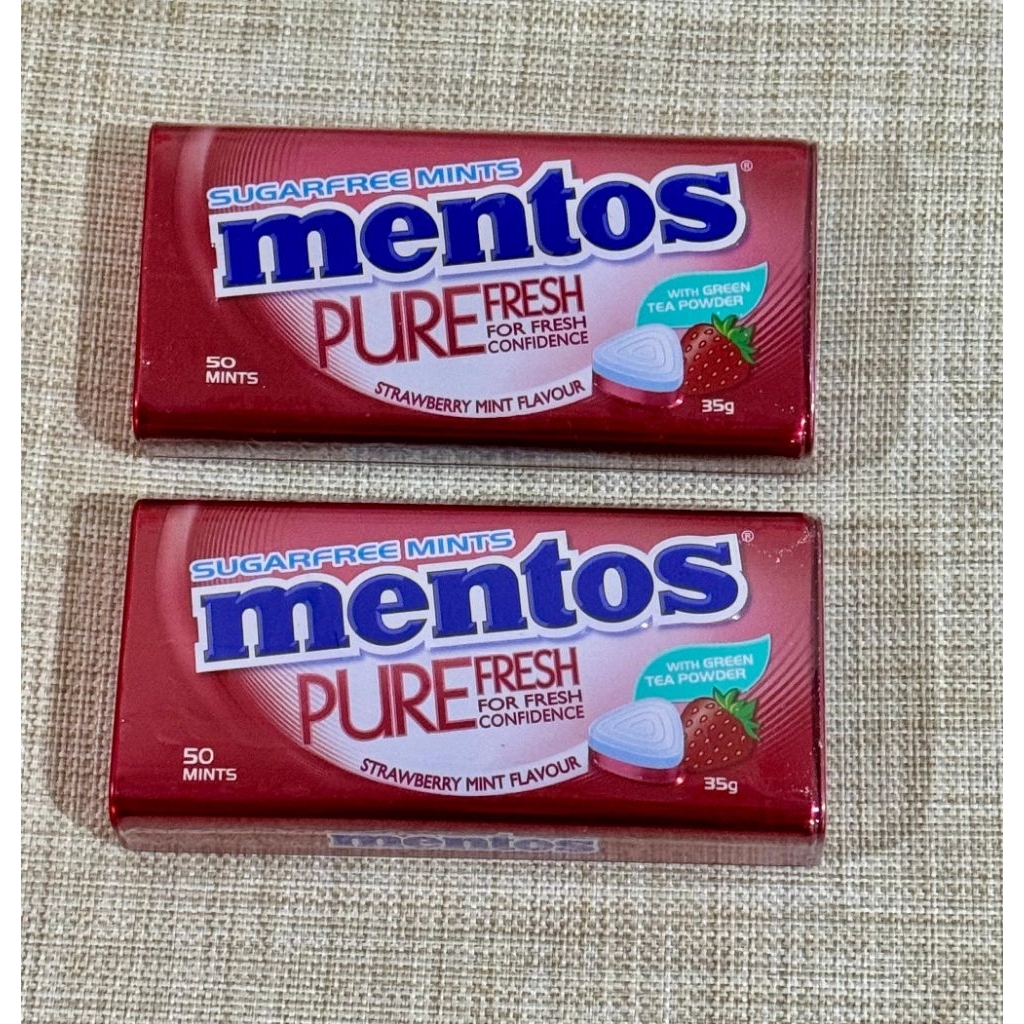 SUGARFREE MINTS
mentos®
PURE FRESH
FOR FRESH
CONFIDENCE
WITH GREEN
TEA POWDER
50
MINTS
STRAWBERRY MINT FLAVOUR
35g
SUGARFREE MINTS
mentos®
PURE FRESH
FOR FRESH
CONFIDENCE
WITH GREEN
TEA POWDER
50
MINTS
STRAWBERRY MINT FLAVOUR
35g
mentos